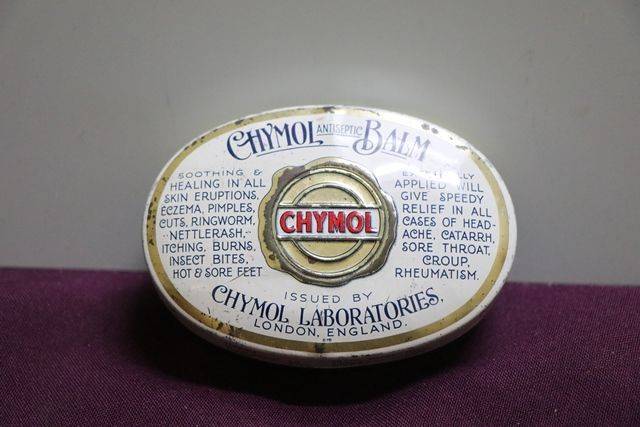 CHYMOL ANTISEPTIC BALM
SOOTHING &
HEALING IN ALL
SKIN ERUPTIONS,
ECZEMA, PIMPLES,
CUTS, RINGWORM,
NETTLERASH,
ITCHING, BURNS,
INSECT BITES,
HOT & SORE FEET
CHYMOL
APPLIED WILL
GIVE SPEEDY
RELIEF IN ALL
CASES OF HEAD-
ACHE, CATARRH,
SORE THROAT,
CROUP,
RHEUMATISM.
ISSUED BY
CHYMOL LABORATORIES,
LONDON, ENGLAND.